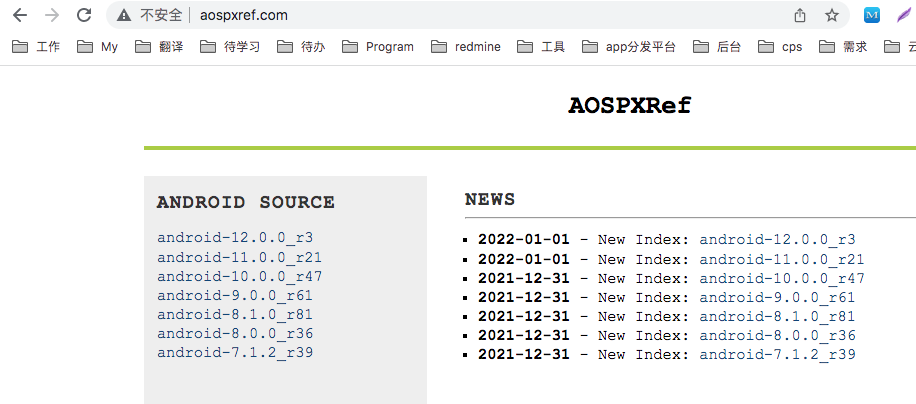 不安全 aospxref.com
工作 My 翻译 待学习 待办 Program redmine 工具 app分发平台 后台 cps 需求
AOSPXRef
ANDROID SOURCE
android-12.0.0_r3
android-11.0.0_r21
android-10.0.0_r47
android-9.0.0_r61
android-8.1.0_r81
android-8.0.0_r36
android-7.1.2_r39
NEWS
2022-01-01 - New Index: android-12.0.0_r3
2022-01-01 - New Index: android-11.0.0_r21
2021-12-31 - New Index: android-10.0.0_r47
2021-12-31 - New Index: android-9.0.0_r61
2021-12-31 - New Index: android-8.1.0_r81
2021-12-31 - New Index: android-8.0.0_r36
2021-12-31 - New Index: android-7.1.2_r39